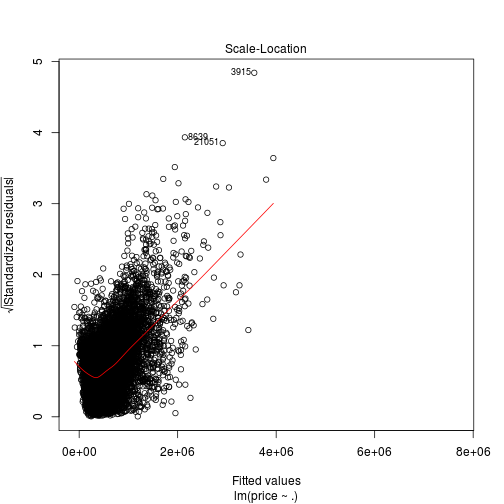 Scale-Location
5
3915
4
8639
21051
3
2
1
0
√|Standardized residuals|
0e+00 2e+06 4e+06 6e+06 8e+06
Fitted values
lm(price ~ .)